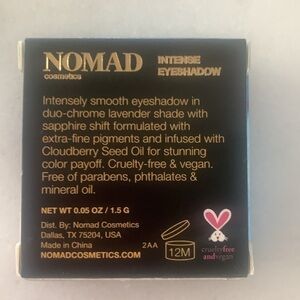 NOMAD
cosmetics
INTENSE
EYESHADOW
Intensely smooth eyeshadow in
duo-chrome lavender shade with
sapphire shift formulated with
extra-fine pigments and infused with
Cloudberry Seed Oil for stunning
color payoff. Cruelty-free & vegan.
Free of parabens, phthalates &
mineral oil.
NET WT 0.05 OZ / 1.5 G
Dist. By: Nomad Cosmetics
Dallas, TX 75204, USA
Made in China 2AA
NOMADCOSMETICS.COM
12M
crueltyfree
andvegan